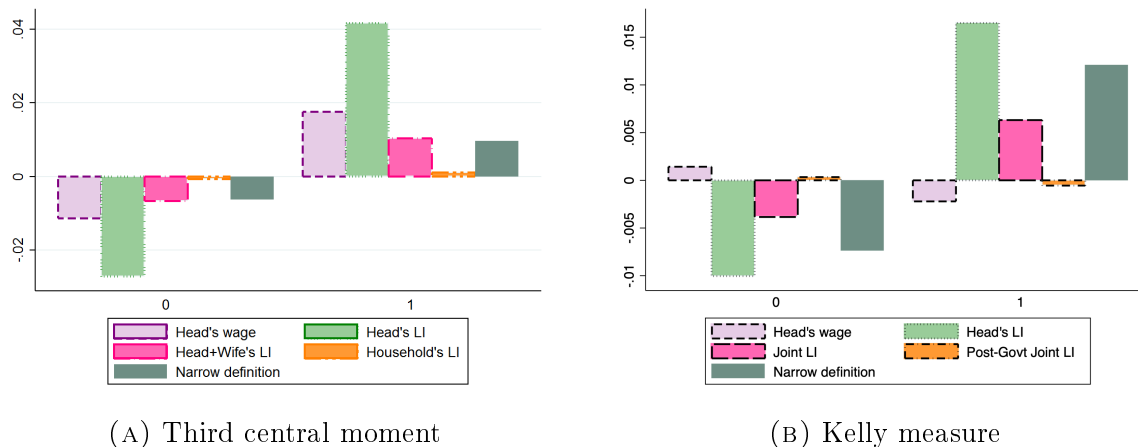 .04
.02
0
-.02
0 1
Head's wage Head's LI
Head+Wife's LI Household's LI
Narrow definition
(A) Third central moment
.015
.01
.005
0
-.005
-.01
0 1
Head's wage Head's LI
Joint LI Post-Govt Joint LI
Narrow definition
(B) Kelly measure